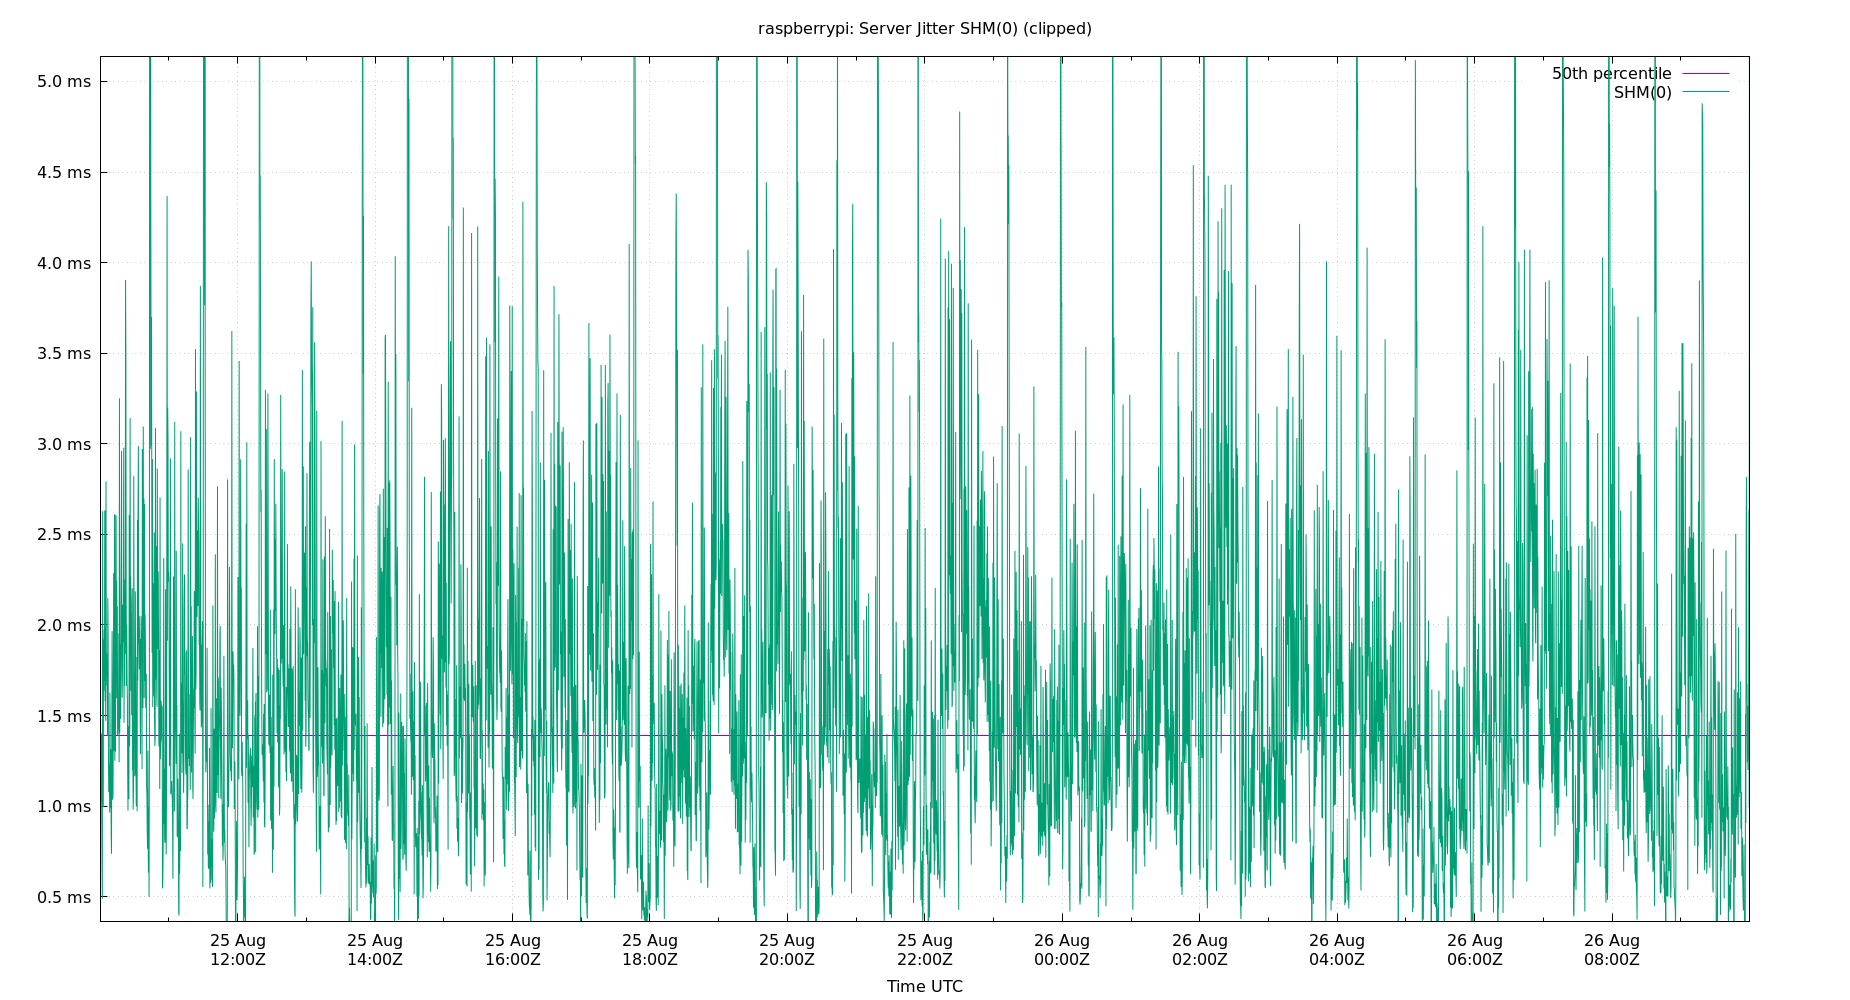 raspberrypi: Server Jitter SHM(0) (clipped)
50th percentile
SHM(0)
5.0 ms
4.5 ms
4.0 ms
3.5 ms
3.0 ms
2.5 ms
2.0 ms
1.5 ms
1.0 ms
0.5 ms
25 Aug 25 Aug 25 Aug 25 Aug 25 Aug 25 Aug 26 Aug 26 Aug 26 Aug 26 Aug 26 Aug
12:00Z 14:00Z 16:00Z 18:00Z 20:00Z 22:00Z 00:00Z 02:00Z 04:00Z 06:00Z 08:00Z
Time UTC